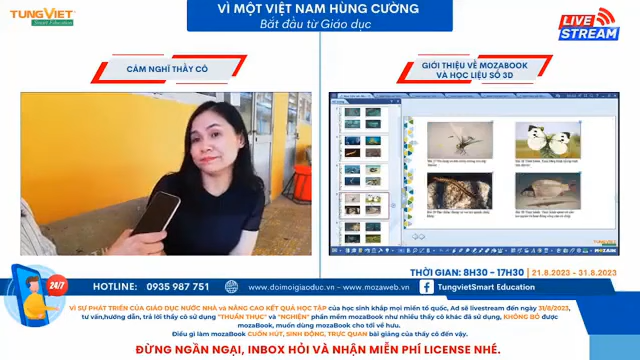 TUNGVIET
Smart Education
VÌ MỘT VIỆT NAM HÙNG CƯỜNG
Bắt đầu từ Giáo dục
LIVE
STREAM
CẢM NGHĨ THẦY CÔ
GIỚI THIỆU VỀ MOZABOOK
VÀ HỌC LIỆU SỐ 3D
TUNGVIET
MOZAIK
THỜI GIAN: 8H30 - 17H30 | 21.8.2023 - 31.8.2023
24/7
HOTLINE: 0935 987 751
www.doimoigiaoduc.vn - www.mozaweb.vn
TungvietSmart Education
VÌ SỰ PHÁT TRIỂN CỦA GIÁO DỤC NƯỚC NHÀ và NÂNG CAO KẾT QUẢ HỌC TẬP của học sinh khắp mọi miền tổ quốc, Ad sẽ livestream đến ngày 31/8/2023,
tư vấn,hướng dẫn, trả lời thầy cô sử dụng "THUẦN THỤC" và "NGHIỆN" phần mềm mozaBook như nhiều thầy cô khác đã sử dụng, KHÔNG BỎ được
mozaBook, muốn dùng mozaBook cho tới về hưu.
Điều gì làm mozaBook CUỐN HÚT, SINH ĐỘNG, TRỰC QUAN bài giảng của thầy cô đến vậy.
ĐỪNG NGẦN NGẠI, INBOX HỎI VÀ NHẬN MIỄN PHÍ LICENSE NHÉ.